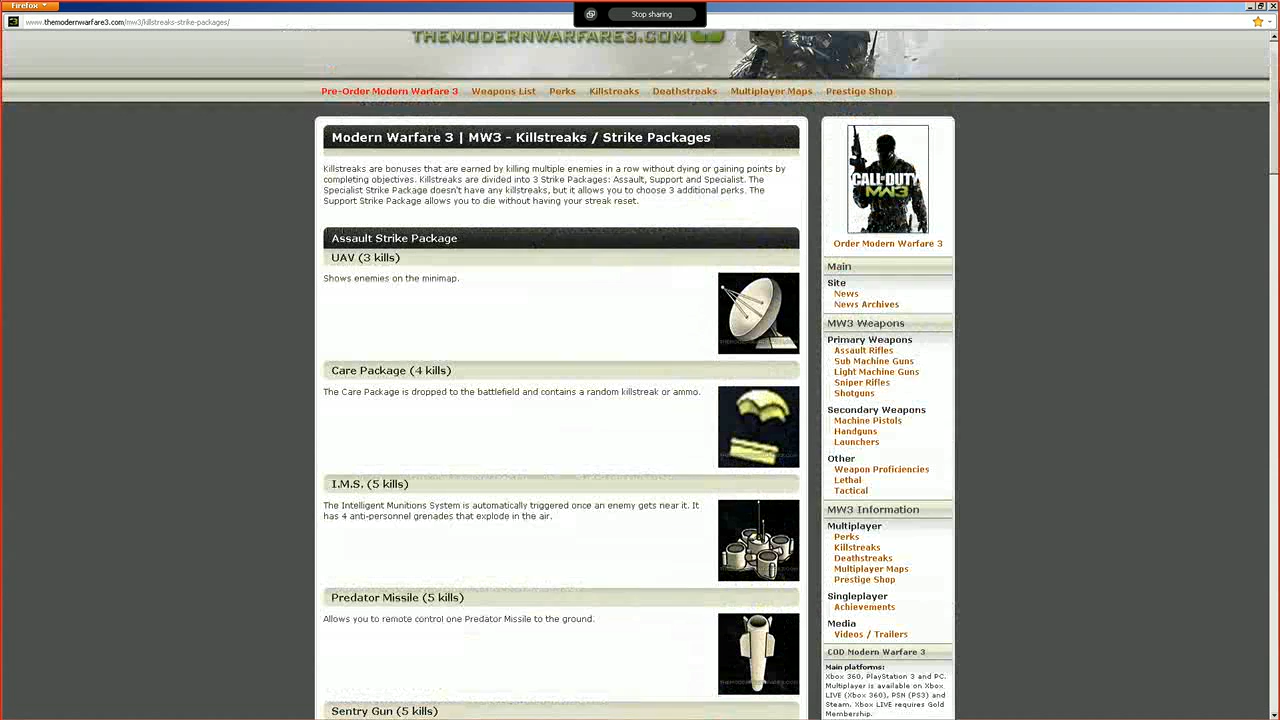 Firefox
www.themodernwarfare3.com/mw3/killstreaks-strike-packages/
Stop sharing
THEMODERNWARFARE3.COM
Pre-Order Modern Warfare 3 Weapons List Perks Killstreaks Deathstreaks Multiplayer Maps Prestige Shop
Modern Warfare 3 | MW3 - Killstreaks / Strike Packages
Killstreaks are bonuses that are earned by killing multiple enemies in a row without dying or gaining points by
completing objectives. Killstreaks are divided into 3 Strike Packages: Assault, Support and Specialist. The
Specialist Strike Package doesn't have any killstreaks, but it allows you to choose 3 additional perks. The
Support Strike Package allows you to die without having your streak reset.
Assault Strike Package
UAV (3 kills)
Shows enemies on the minimap.
Care Package (4 kills)
The Care Package is dropped to the battlefield and contains a random killstreak or ammo.
I.M.S. (5 kills)
The Intelligent Munitions System is automatically triggered once an enemy gets near it. It
has 4 anti-personnel grenades that explode in the air.
Predator Missile (5 kills)
Allows you to remote control one Predator Missile to the ground.
Sentry Gun (5 kills)
CALL OF DUTY
MW3
Order Modern Warfare 3
Main
Site
News
News Archives
MW3 Weapons
Primary Weapons
Assault Rifles
Sub Machine Guns
Light Machine Guns
Sniper Rifles
Shotguns
Secondary Weapons
Machine Pistols
Handguns
Launchers
Other
Weapon Proficiencies
Lethal
Tactical
MW3 Information
Multiplayer
Perks
Killstreaks
Deathstreaks
Multiplayer Maps
Prestige Shop
Singleplayer
Achievements
Media
Videos / Trailers
COD Modern Warfare 3
Main platforms:
Xbox 360, PlayStation 3 and PC.
Multiplayer is available on Xbox
LIVE (Xbox 360), PSN (PS3) and
Steam. Xbox LIVE requires Gold
Membership.